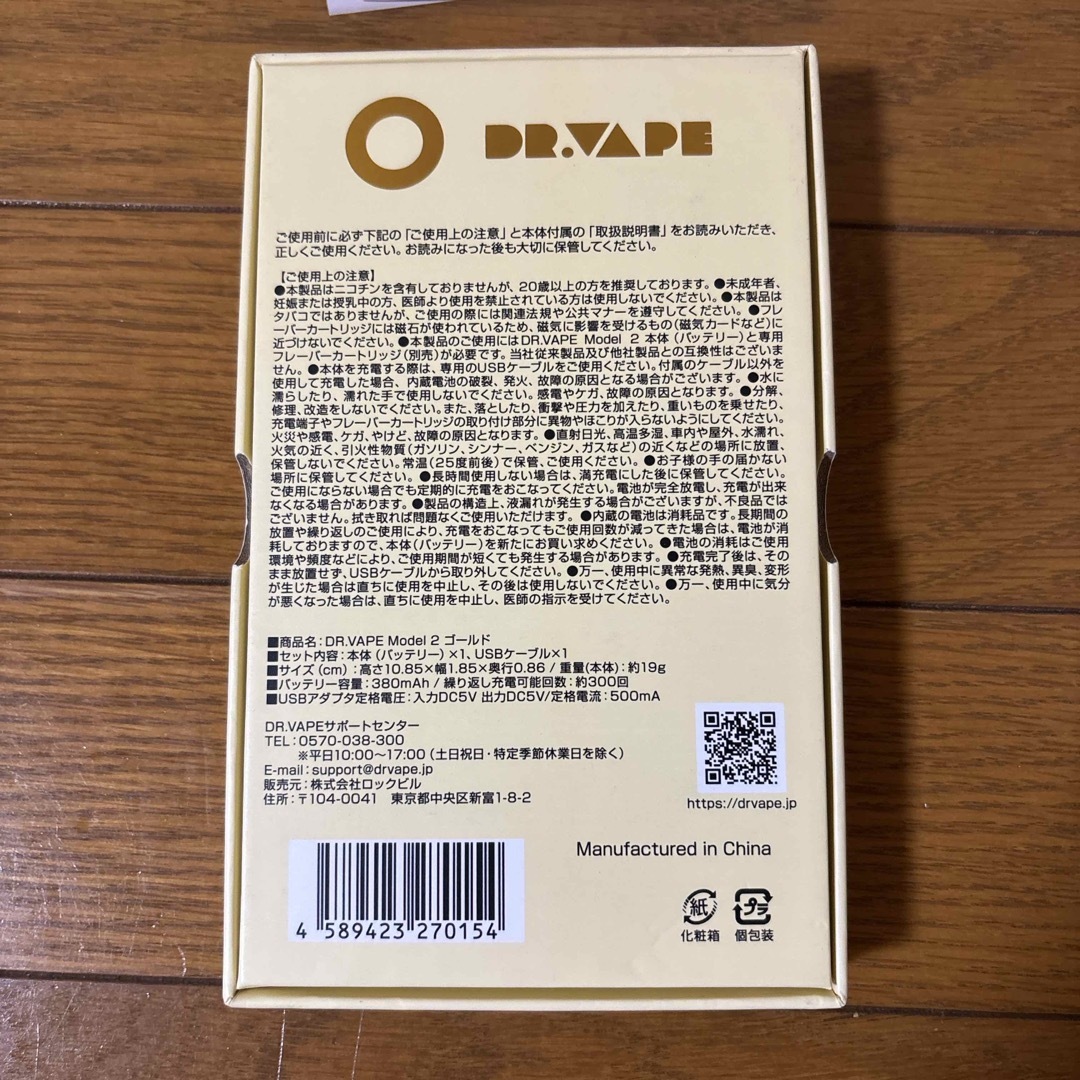 DR.VAPE
ご使用前に必ず下記の「ご使用上の注意」と本体付属の「取扱説明書」をお読みいただき、
正しくご使用ください。お読みになった後も大切に保管してください。
【ご使用上の注意】
●本製品はニコチンを含有しておりませんが、20歳以上の方を推奨しております。●未成年者、
妊娠または授乳中の方、医師より使用を禁止されている方は使用しないでください。●本製品は
タバコではありませんが、ご使用の際には関連法規や公共マナーを遵守してください。●フレ
ーバーカートリッジには磁石が使われているため、磁気に影響を受けるもの（磁気カードなど）に
近づけないでください。●本製品のご使用にはDR.VAPE Model 2 本体（バッテリー）と専用
フレーバーカートリッジ（別売）が必要です。当社従来製品及び他社製品との互換性はございま
せん。●本体を充電する際は、専用のUSBケーブルをご使用ください。付属のケーブル以外を
使用して充電した場合、内蔵電池の破裂、発火、故障の原因となる場合がございます。●水に
濡らしたり、濡れた手で使用しないでください。感電やケガ、故障の原因となります。●分解、
修理、改造をしないでください。また、落としたり、衝撃や圧力を加えたり、重いものを乗せたり、
充電端子やフレーバーカートリッジの取り付け部分に異物やほこりが入らないようにしてください。
火災や感電、ケガ、やけど、故障の原因となります。●直射日光、高温多湿、車内や屋外、水濡れ、
火気の近く、引火性物質（ガソリン、シンナー、ベンジン、ガスなど）の近くなどの場所に放置、
保管しないでください。常温（25度前後）で保管、ご使用ください。●お子様の手の届かない
場所に保管してください。●長時間使用しない場合は、満充電にした後に保管してください。
ご使用にならない場合でも定期的に充電をおこなってください。電池が完全放電し、充電が出来
なくなる場合があります。●製品の構造上、液漏れが発生する場合がございますが、不良品では
ございません。拭き取れば問題なくご使用いただけます。●内蔵の電池は消耗品です。長期間の
放置や繰り返しのご使用により、充電をおこなってもご使用回数が減ってきた場合は、電池が消
耗しておりますので、本体（バッテリー）を新たにお買い求めください。●電池の消耗はご使用
環境や頻度などにより、ご使用期間が短くても発生する場合があります。●充電完了後は、その
まま放置せず、USBケーブルから取り外してください。●万一、使用中に異常な発熱、異臭、変形
が生じた場合は直ちに使用を中止し、その後は使用しないでください。●万一、使用中に気分
が悪くなった場合は、直ちに使用を中止し、医師の指示を受けてください。
■商品名：DR.VAPE Model 2 ゴールド
■セット内容：本体（バッテリー）×1、USBケーブル×1
■サイズ（cm）：高さ10.85×幅1.85×奥行0.86 / 重量（本体）：約19g
■バッテリー容量：380mAh / 繰り返し充電可能回数：約300回
■USBアダプタ定格電圧：入力DC5V 出力DC5V/定格電流：500mA
DR.VAPEサポートセンター
TEL：0570-038-300
※平日10:00〜17:00（土日祝日・特定季節休業日を除く）
E-mail：support@drvape.jp
販売元：株式会社ロックビル
住所：〒104-0041 東京都中央区新富1-8-2
https://drvape.jp
Manufactured in China
4 589423 270154
紙
プラ
化粧箱
個包装